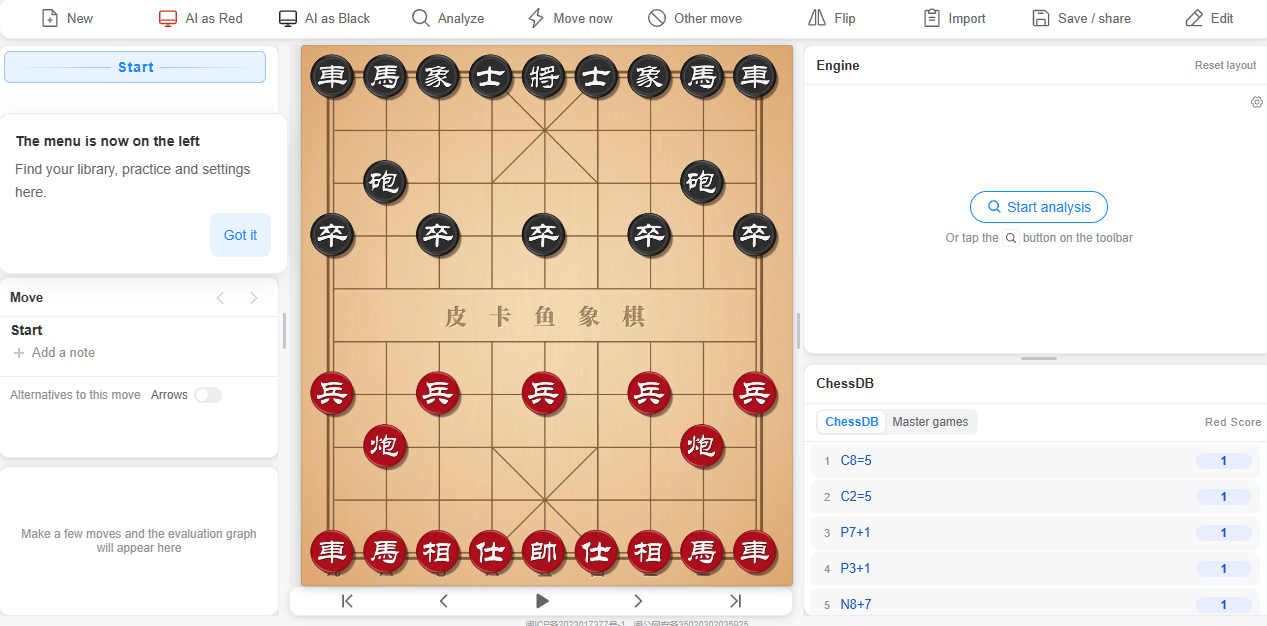 New AI as Red AI as Black Analyze Move now Other move Flip Import Save / share Edit
Start
The menu is now on the left
Find your library, practice and settings
here.
Got it
Move
Start
Add a note
Alternatives to this move Arrows
Make a few moves and the evaluation graph
will appear here
車 馬 象 士 將 士 象 馬 車
砲 砲
卒 卒 卒 卒 卒
皮 卡 鱼 象 棋
兵 兵 兵 兵 兵
炮 炮
車 馬 相 仕 帥 仕 相 馬 車
Engine Reset layout
Start analysis
Or tap the button on the toolbar
ChessDB
ChessDB Master games Red Score
1 C8=5 1
2 C2=5 1
3 P7+1 1
4 P3+1 1
5 N8+7 1